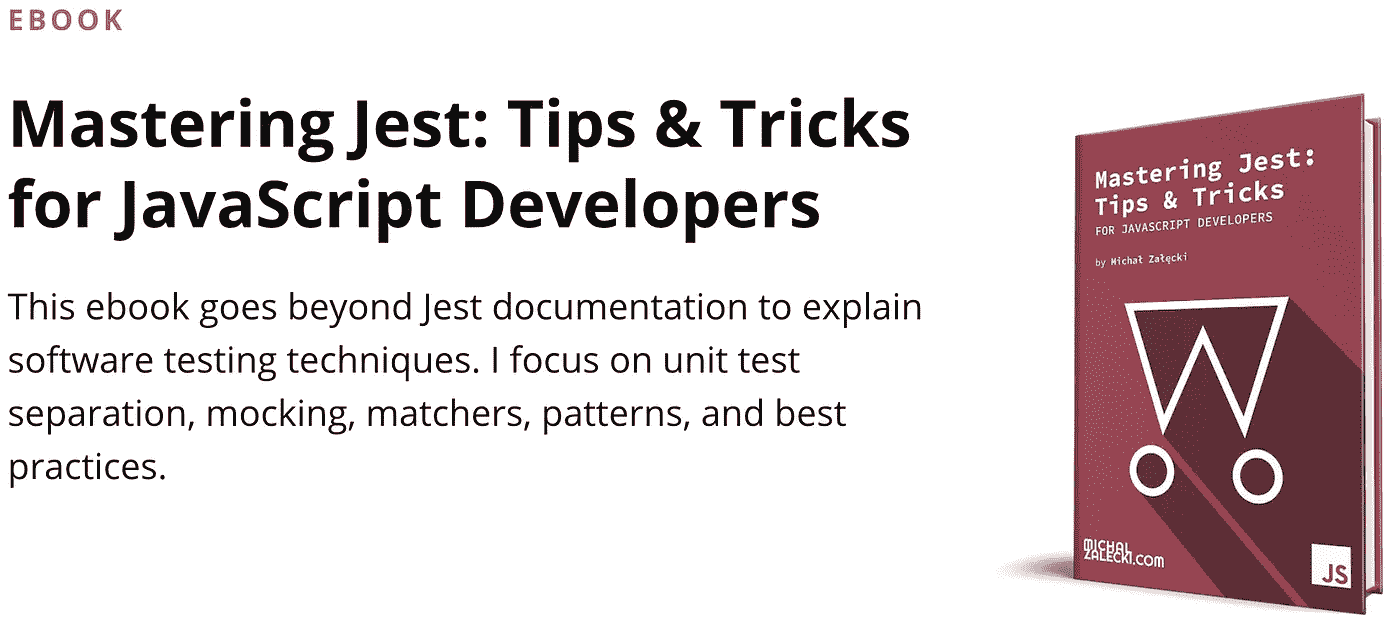 EBOOK
Mastering Jest: Tips & Tricks
for JavaScript Developers
This ebook goes beyond Jest documentation to explain
software testing techniques. I focus on unit test
separation, mocking, matchers, patterns, and best
practices.
Mastering Jest:
Tips & Tricks
FOR JAVASCRIPT DEVELOPERS
by Michał Załęcki
MICHAL
ZALECKI.com
JS